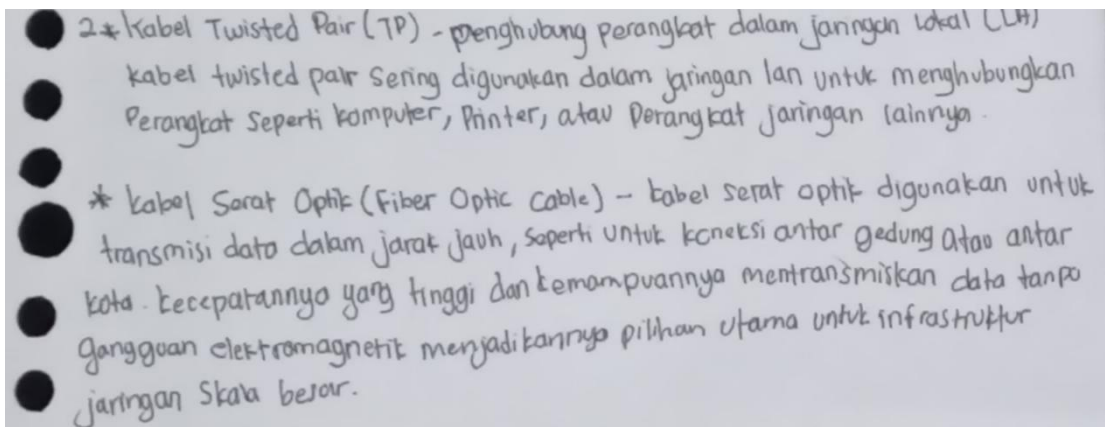 2* Kabel Twisted Pair (TP) - penghubung perangkat dalam jaringan Lokal (LA)
kabel twisted pair Sering digunakan dalam jaringan lan untuk menghubungkan
Perangkat Seperti komputer, Printer, atau Perangkat jaringan lainnya.
* kabel Serat Optik (Fiber Optic Cable) - kabel serat optik digunakan untuk
transmisi data dalam jarak jauh, seperti untuk koneksi antar gedung atau antar
kota. kecepatannya yang tinggi dan kemampuannya mentransmiskan data tanpa
gangguan elektromagnetik menjadikannya pilihan utama untuk infrastruktur
jaringan Skala besar.